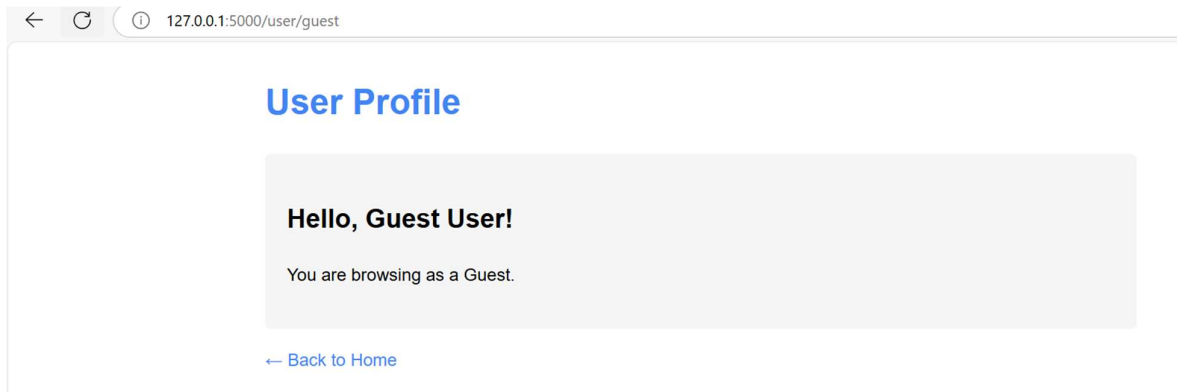 127.0.0.1:5000/user/guest
User Profile
Hello, Guest User!
You are browsing as a Guest.
← Back to Home